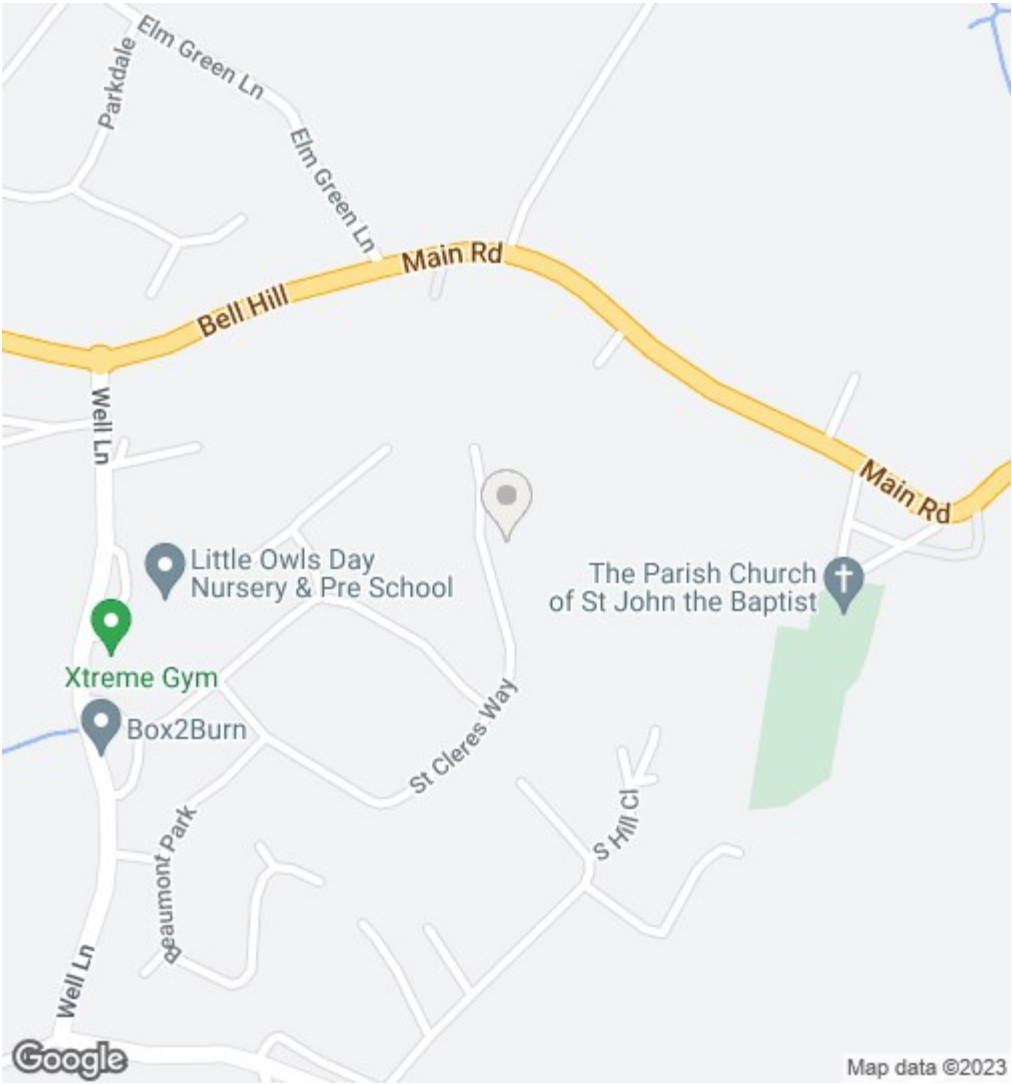 Elm Green Ln
Parkdale
Elm Green Ln
Main Rd
Bell Hill
Well Ln
Main Rd
Little Owls Day
Nursery & Pre School
The Parish Church
of St John the Baptist
Xtreme Gym
Box2Burn
St Cleres Way
S Hill Cl
Beaumont Park
Well Ln
Google
Map data ©2023